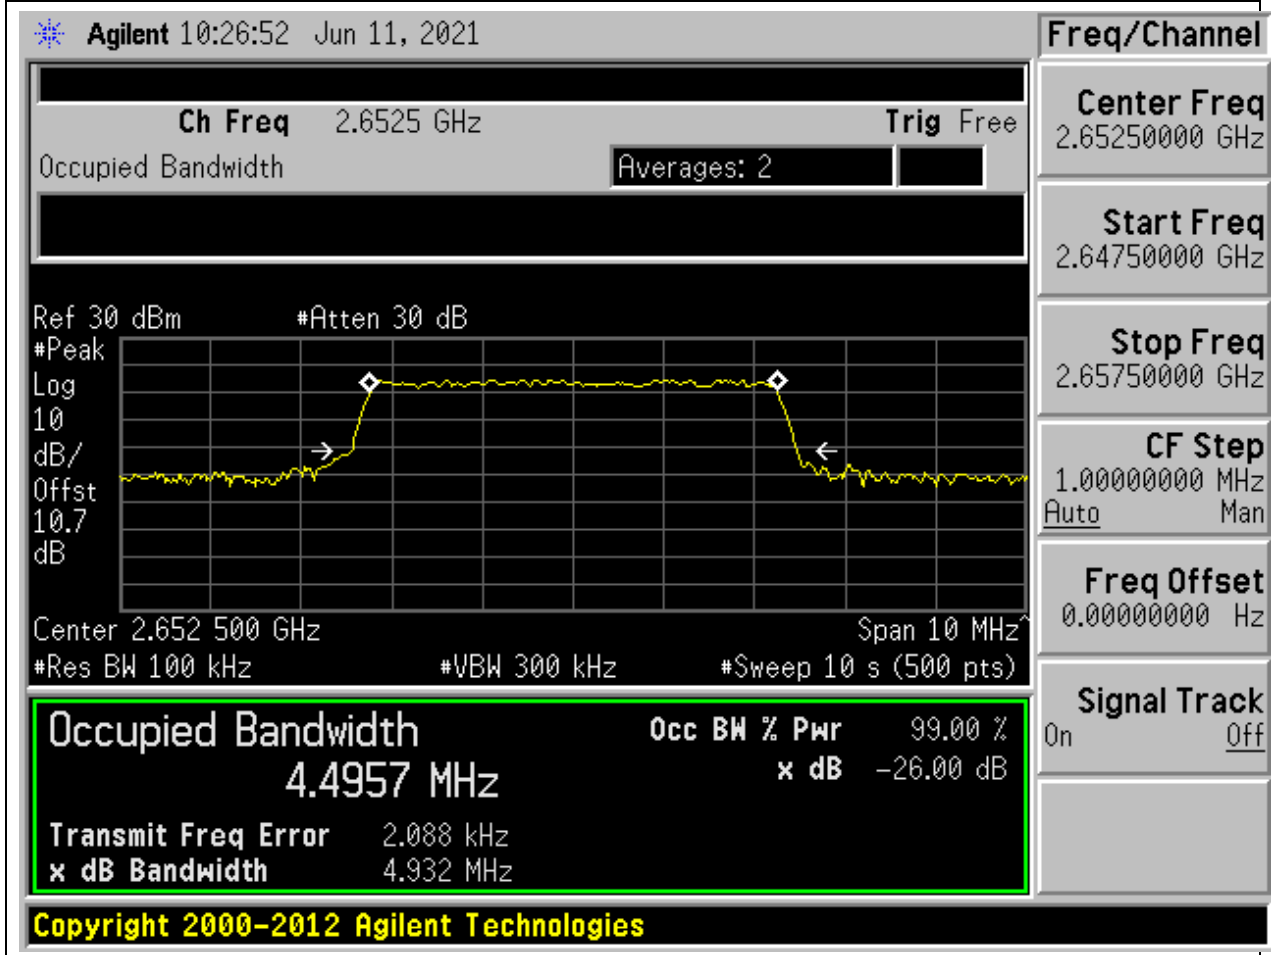 Agilent 10:26:52 Jun 11, 2021
Ch Freq 2.6525 GHz Trig Free
Occupied Bandwidth Averages: 2
Ref 30 dBm #Atten 30 dB
#Peak
Log
10
dB/
Offst
10.7
dB
Center 2.652 500 GHz Span 10 MHz^
#Res BW 100 kHz #VBW 300 kHz #Sweep 10 s (500 pts)
Occupied Bandwidth Occ BW % Pwr 99.00 %
4.4957 MHz x dB -26.00 dB
Transmit Freq Error 2.088 kHz
x dB Bandwidth 4.932 MHz
Copyright 2000-2012 Agilent Technologies
Freq/Channel
Center Freq
2.65250000 GHz
Start Freq
2.64750000 GHz
Stop Freq
2.65750000 GHz
CF Step
1.00000000 MHz
Auto Man
Freq Offset
0.00000000 Hz
Signal Track
On Off